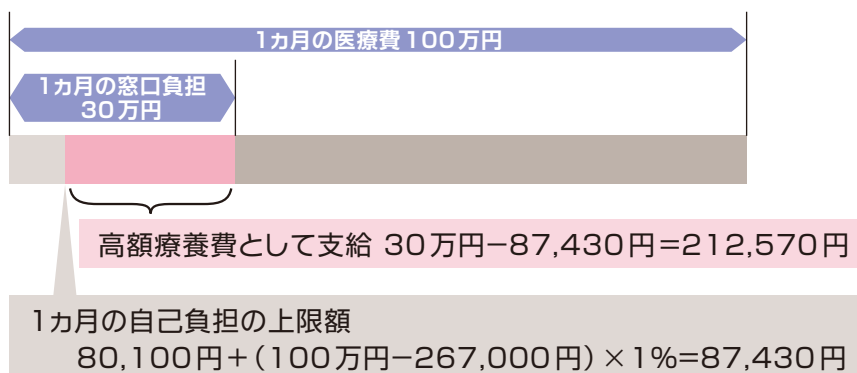 1ヵ月の医療費100万円
1ヵ月の窓口負担
30万円
高額療養費として支給 30万円−87,430円=212,570円
1ヵ月の自己負担の上限額
80,100円+(100万円−267,000円)×1%=87,430円